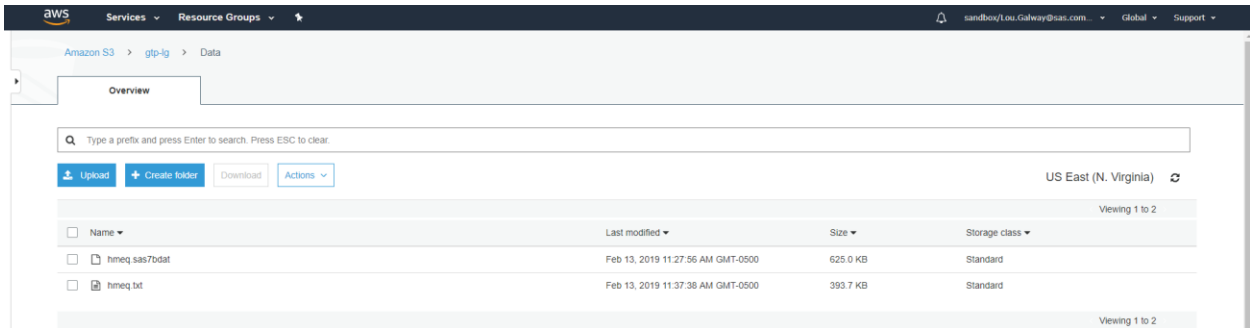 aws Services Resource Groups sandbox/Lou.Galway@sas.com... Global Support
Amazon S3 > gtp-lg > Data
Overview
Type a prefix and press Enter to search. Press ESC to clear.
Upload + Create folder Download Actions US East (N. Virginia)
Viewing 1 to 2
Name Last modified Size Storage class
hmeq.sas7bdat Feb 13, 2019 11:27:56 AM GMT-0500 625.0 KB Standard
hmeq.txt Feb 13, 2019 11:37:38 AM GMT-0500 393.7 KB Standard
Viewing 1 to 2